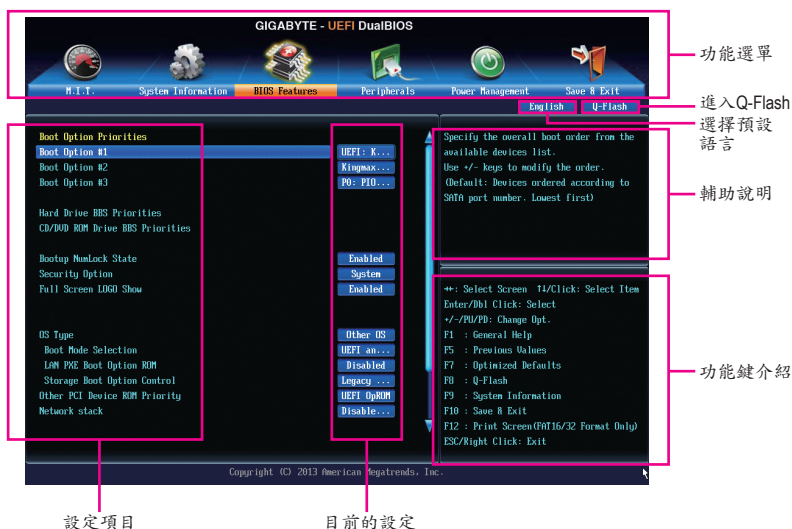 GIGABYTE - UEFI DualBIOS
M.I.T.
System Information
BIOS Features
Peripherals
Power Management
Save & Exit
功能選單
English
Q-Flash
進入Q-Flash
選擇預設
語言
Boot Option Priorities
Boot Option #1 UEFI: K...
Boot Option #2 Kingmax...
Boot Option #3 P0: PIO...
Hard Drive BBS Priorities
CD/DVD ROM Drive BBS Priorities
Bootup NumLock State Enabled
Security Option System
Full Screen LOGO Show Enabled
OS Type Other OS
Boot Mode Selection UEFI an...
LAN PXE Boot Option ROM Disabled
Storage Boot Option Control Legacy ...
Other PCI Device ROM Priority UEFI OpROM
Network stack Disable...
Specify the overall boot order from the
available devices list.
Use +/- keys to modify the order.
(Default: Devices ordered according to
SATA port number. Lowest first)
輔助說明
→←: Select Screen ↑↓/Click: Select Item
Enter/Dbl Click: Select
+/-/PU/PD: Change Opt.
F1 : General Help
F5 : Previous Values
F7 : Optimized Defaults
F8 : Q-Flash
F9 : System Information
F10 : Save & Exit
F12 : Print Screen(FAT16/32 Format Only)
ESC/Right Click: Exit
功能鍵介紹
Copyright (C) 2013 American Megatrends, Inc.
設定項目
目前的設定